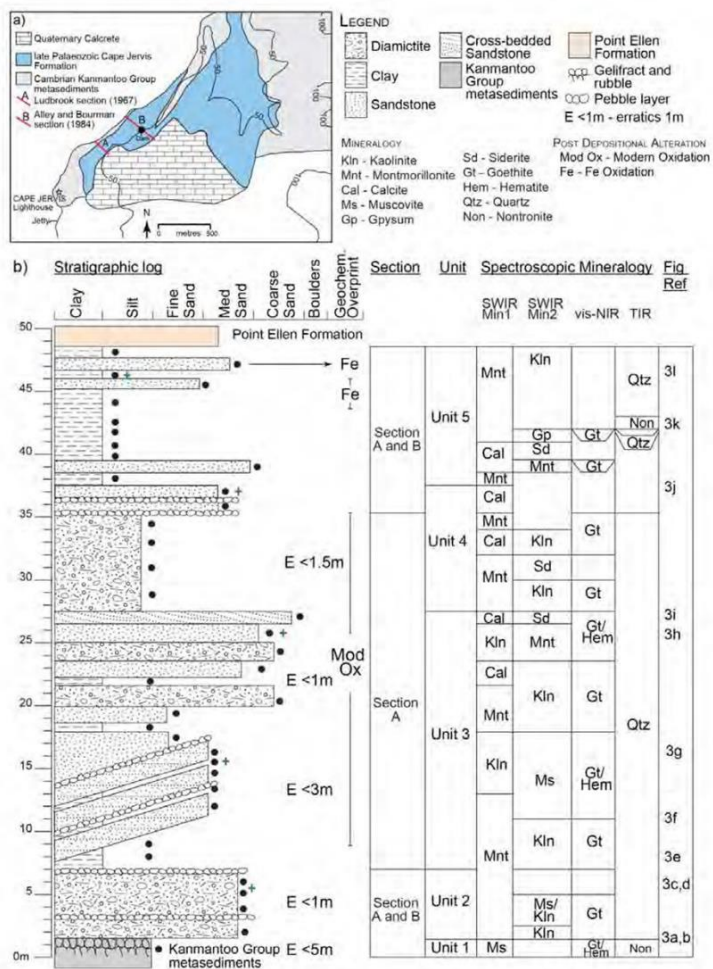 a)
Quaternary Calcrete
late Palaeozoic Cape Jervis
Formation
Cambrian Kanmantoo Group
metasediments
A Ludbrook section (1967)
B Alley and Bourman
section (1984)
A
B
50
50
50
50
100
100
100
CAPE JERVIS
Lighthouse
Jetty
N
0 metres 500
LEGEND
Diamictite
Clay
Sandstone
Cross-bedded
Sandstone
Kanmantoo
Group
metasediments
Point Ellen
Formation
Gelifract and
rubble
Pebble layer
E <1m - erratics 1m
MINERALOGY
Kln - Kaolinite
Mnt - Montmorillonite
Cal - Calcite
Ms - Muscovite
Gp - Gpysum
Sd - Siderite
Gt - Goethite
Hem - Hematite
Qtz - Quartz
Non - Nontronite
POST DEPOSITIONAL ALTERATION
Mod Ox - Modern Oxidation
Fe - Fe Oxidation
b) Stratigraphic log
Clay
Silt
Fine
Sand
Med
Sand
Coarse
Sand
Boulders
Geochem.
Overprint
Section
Unit
Spectroscopic Mineralogy
Fig
Ref
SWIR
Min1
SWIR
Min2
vis-NIR
TIR
50
45
40
35
30
25
20
15
10
5
0m
Point Ellen Formation
Fe
Fe
E <1.5m
Mod
Ox
E <1m
E <3m
E <1m
E <5m
Kanmantoo Group
metasediments
Section
A and B
Section
A
Section
A and B
Unit 5
Unit 4
Unit 3
Unit 2
Unit 1
Mnt
Cal
Mnt
Cal
Mnt
Cal
Mnt
Cal
Kln
Cal
Mnt
Kln
Mnt
Ms
Kln
Gp
Sd
Mnt
Kln
Sd
Kln
Sd
Mnt
Kln
Ms
Kln
Ms/
Kln
Kln
Gt
Gt
Gt
Gt
Gt/
Hem
Gt
Gt/
Hem
Gt
Gt
Gt/
Hem
Qtz
Non
Qtz
Qtz
Non
3l
3k
3j
3i
3h
3g
3f
3e
3c,d
3a,b